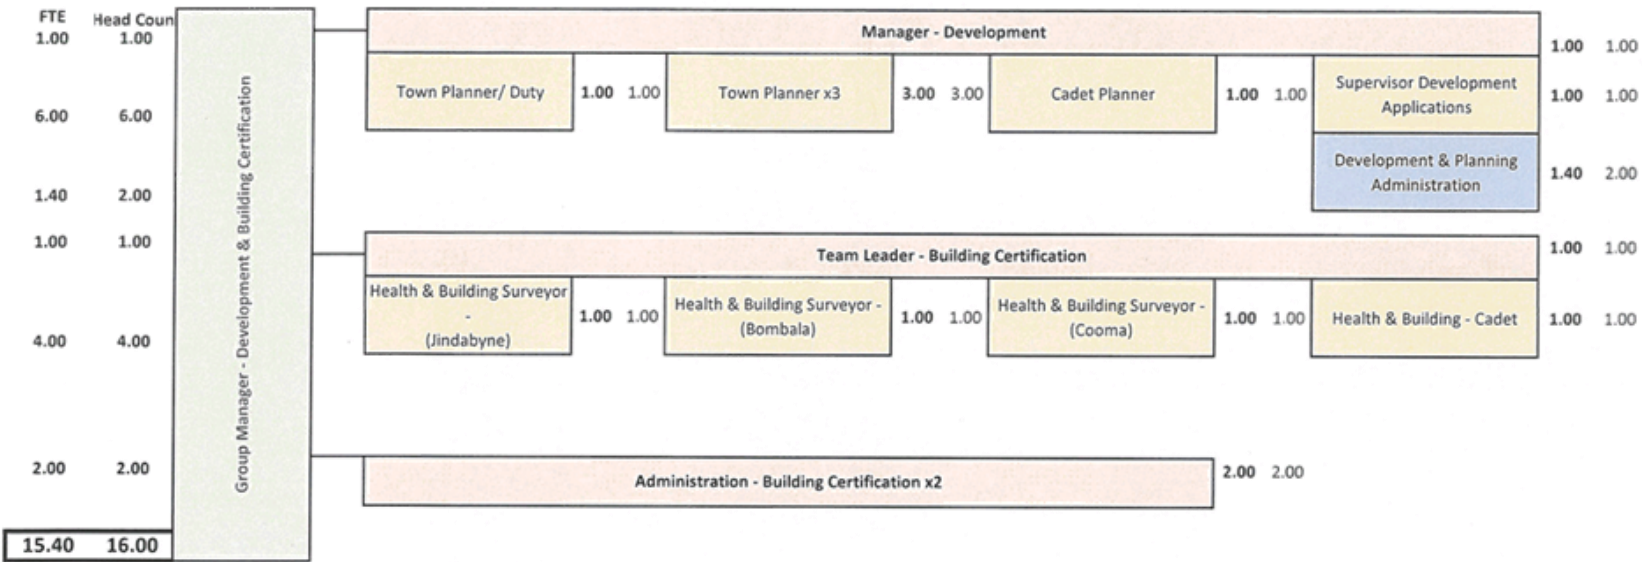 FTE Head Coun
1.00 1.00
Manager - Development
1.00 1.00
Town Planner/ Duty 1.00 1.00
Town Planner x3 3.00 3.00
Cadet Planner 1.00 1.00
Supervisor Development
Applications
1.00 1.00
6.00 6.00
Development & Planning
Administration
1.40 2.00
1.40 2.00
Group Manager - Development & Building Certification
1.00 1.00
Team Leader - Building Certification
1.00 1.00
Health & Building Surveyor
-
(Jindabyne)
1.00 1.00
Health & Building Surveyor -
(Bombala)
1.00 1.00
Health & Building Surveyor -
(Cooma)
1.00 1.00
Health & Building - Cadet
1.00 1.00
4.00 4.00
2.00 2.00
Administration - Building Certification x2
2.00 2.00
15.40 16.00